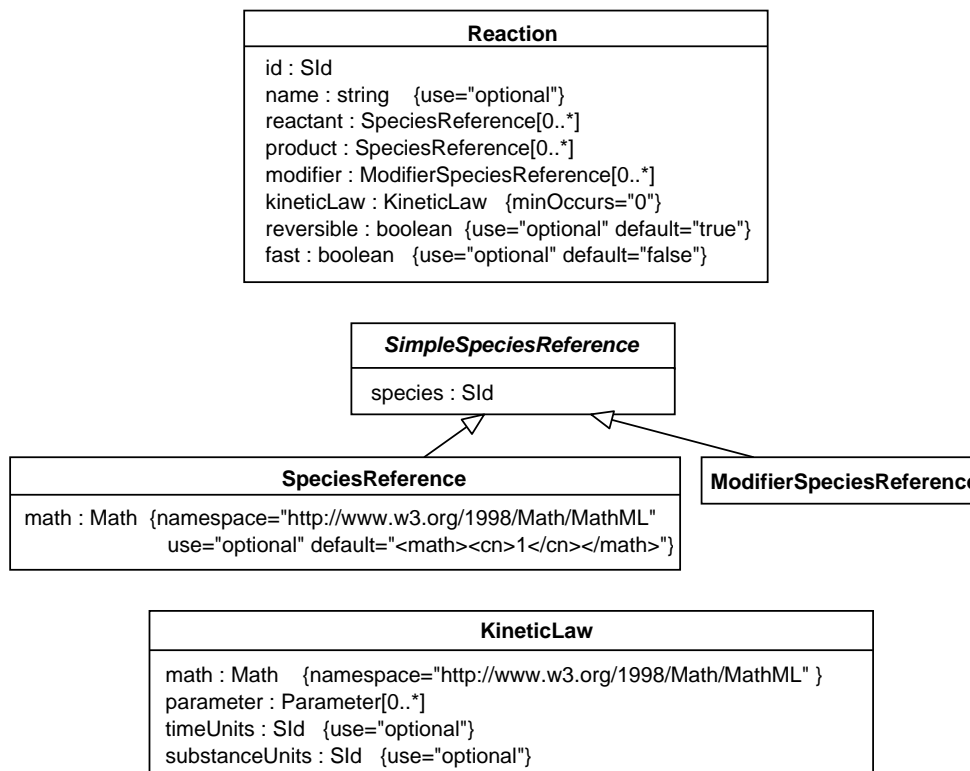 Reaction
id : SId
name : string {use="optional"}
reactant : SpeciesReference[0..*]
product : SpeciesReference[0..*]
modifier : ModifierSpeciesReference[0..*]
kineticLaw : KineticLaw {minOccurs="0"}
reversible : boolean {use="optional" default="true"}
fast : boolean {use="optional" default="false"}
SimpleSpeciesReference
species : SId
SpeciesReference
math : Math {namespace="http://www.w3.org/1998/Math/MathML"
use="optional" default="<math><cn>1</cn></math>"}
ModifierSpeciesReference
KineticLaw
math : Math {namespace="http://www.w3.org/1998/Math/MathML" }
parameter : Parameter[0..*]
timeUnits : SId {use="optional"}
substanceUnits : SId {use="optional"}